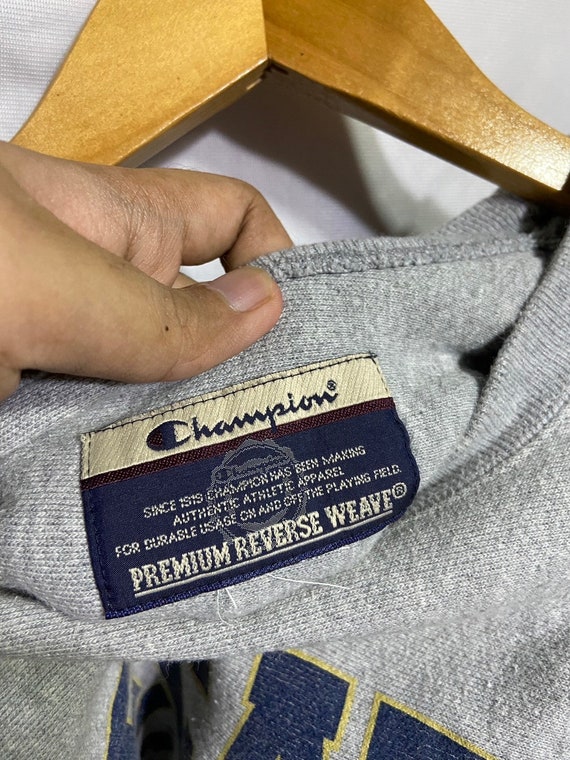 Champion®
SINCE 1919 CHAMPION HAS BEEN MAKING
AUTHENTIC ATHLETIC APPAREL
FOR DURABLE USAGE ON AND OFF THE PLAYING FIELD.
PREMIUM REVERSE WEAVE®